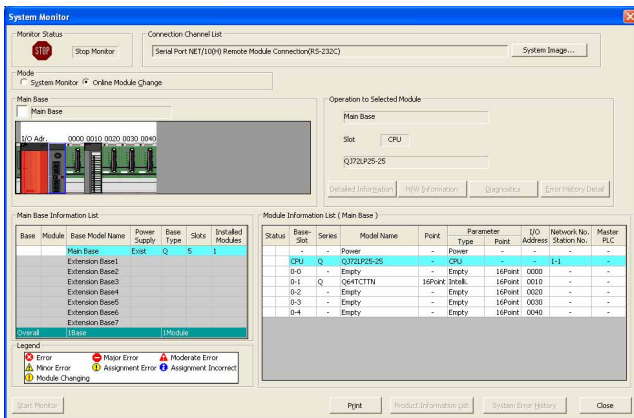 System Monitor
Monitor Status
STOP
Stop Monitor
Connection Channel List
Serial Port NET/10(H) Remote Module Connection(RS-232C)
System Image...
Mode
System Monitor Online Module Change
Main Base
Main Base
I/O Adr. 0000 0010 0020 0030 0040
Operation to Selected Module
Main Base
Slot CPU
QJ72LP25-25
Detailed Information H/W Information Diagnostics Error History Detail
Main Base Information List
Base Module Base Model Name Power Supply Base Type Slots Installed Modules
Main Base Exist Q 5 1
Extension Base1
Extension Base2
Extension Base3
Extension Base4
Extension Base5
Extension Base6
Extension Base7
Overall 1Base 1Module
Module Information List ( Main Base )
Status Base-Slot Series Model Name Point Parameter Type Point I/O Address Network No. Station No. Master PLC
- - Power - Power - - - -
CPU Q QJ72LP25-25 - CPU - - 1-1 -
0-0 - Empty - Empty 16Point 0000 - -
0-1 Q Q64TCTTN 16Point Intelli. 16Point 0010 - -
0-2 - Empty - Empty 16Point 0020 - -
0-3 - Empty - Empty 16Point 0030 - -
0-4 - Empty - Empty 16Point 0040 - -
Legend
Error Major Error Moderate Error
Minor Error Assignment Error Assignment Incorrect
Module Changing
Start Monitor Print Product Information List System Error History Close